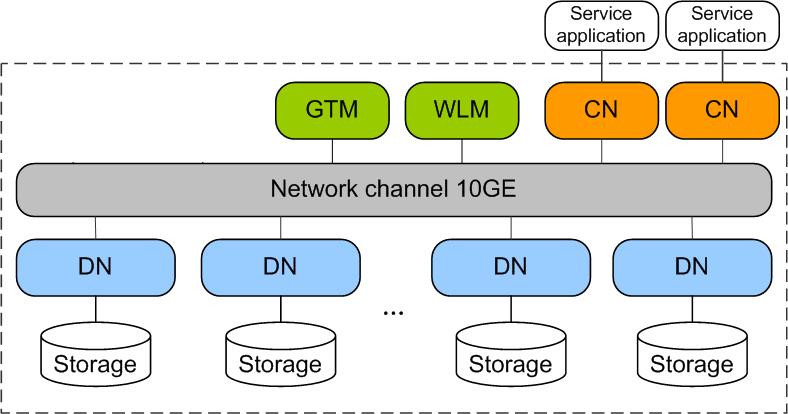 Service
application
Service
application
GTM
WLM
CN
CN
Network channel 10GE
DN
DN
DN
DN
...
Storage
Storage
Storage
Storage